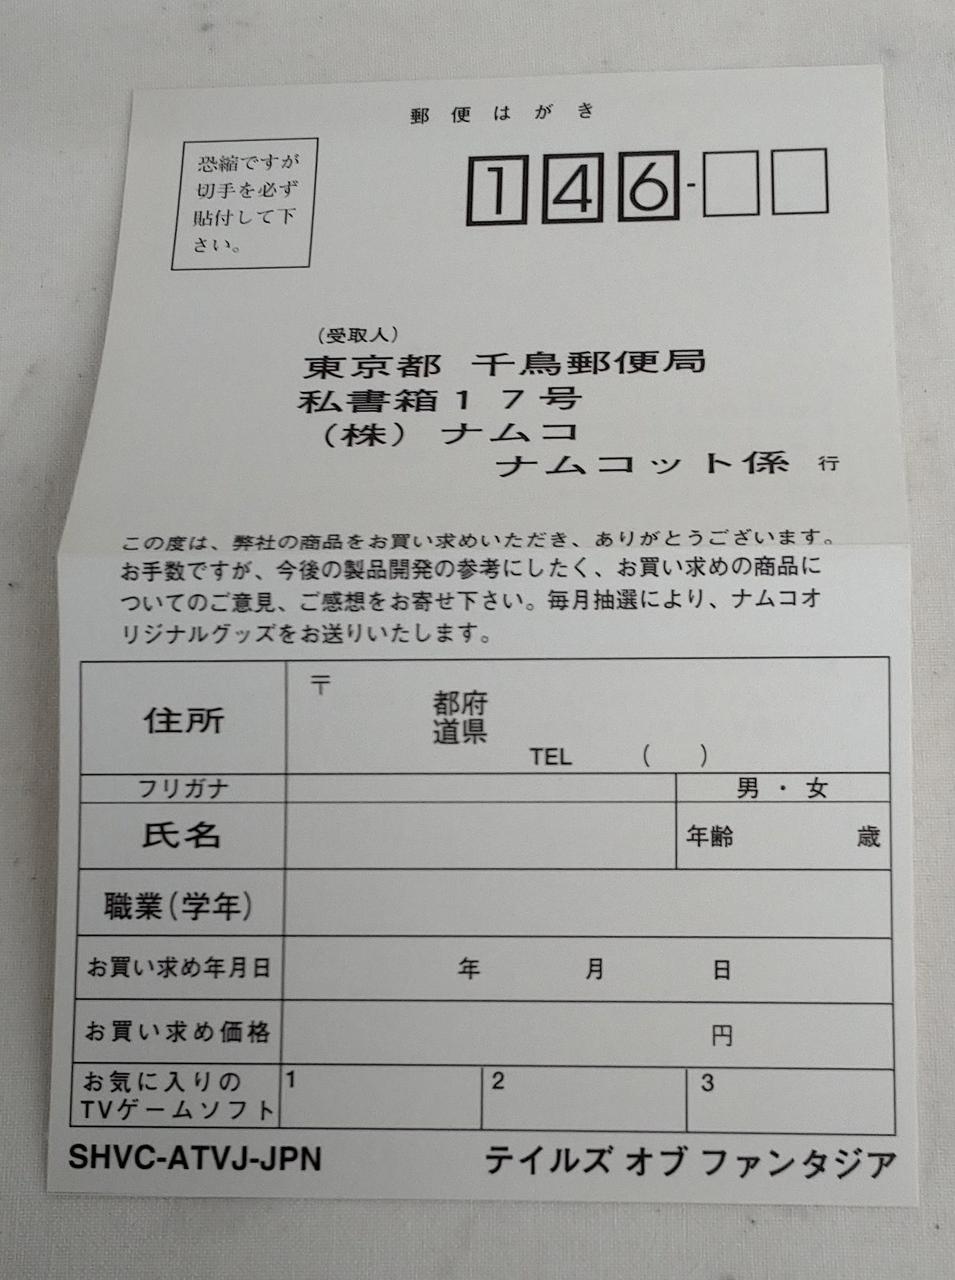 郵便はがき
恐縮ですが
切手を必ず
貼付して下
さい。
146-
（受取人）
東京都 千鳥郵便局
私書箱17号
（株）ナムコ
ナムコット係 行
この度は、弊社の商品をお買い求めいただき、ありがとうございます。
お手数ですが、今後の製品開発の参考にしたく、お買い求めの商品に
ついてのご意見、ご感想をお寄せ下さい。毎月抽選により、ナムコオ
リジナルグッズをお送りいたします。
住所
〒
都府
道県
TEL （ ）
フリガナ
男・女
氏名
年齢 歳
職業（学年）
お買い求め年月日
年 月 日
お買い求め価格
円
お気に入りの
TVゲームソフト
1 2 3
SHVC-ATVJ-JPN テイルズ オブ ファンタジア